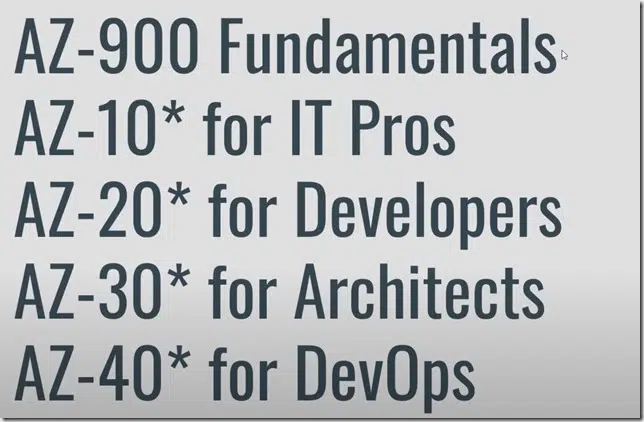 AZ-900 Fundamentals
AZ-10* for IT Pros
AZ-20* for Developers
AZ-30* for Architects
AZ-40* for DevOps